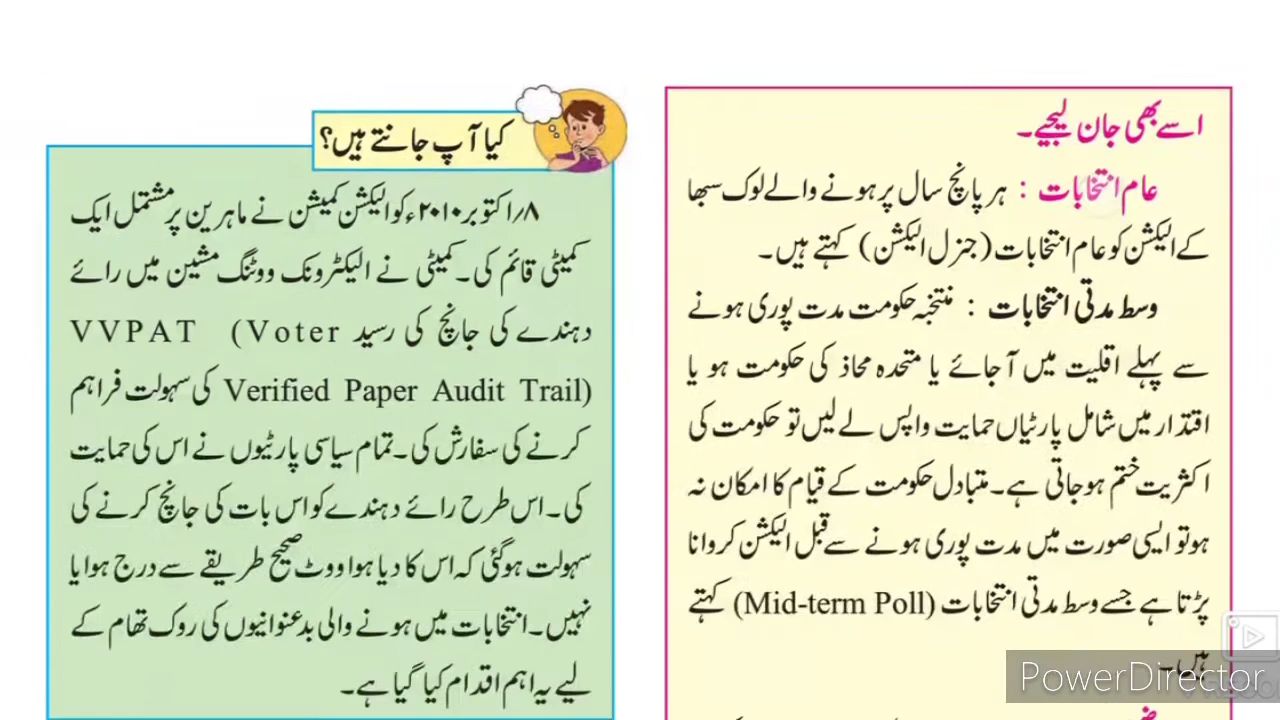 اسے بھی جان لیجیے۔
عام انتخابات : ہر پانچ سال پر ہونے والے لوک سبھا
کے الیکشن کو عام انتخابات (جنرل الیکشن) کہتے ہیں۔
وسط مدتی انتخابات : منتخبہ حکومت مدت پوری ہونے
سے پہلے اقلیت میں آجائے یا متحدہ محاذ کی حکومت ہو یا
اقتدار میں شامل پارٹیاں حمایت واپس لے لیں تو حکومت کی
اکثریت ختم ہوجاتی ہے۔ متبادل حکومت کے قیام کا امکان نہ
ہو تو ایسی صورت میں مدت پوری ہونے سے قبل الیکشن کروانا
پڑتا ہے جسے وسط مدتی انتخابات (Mid-term Poll) کہتے
ہیں۔
کیا آپ جانتے ہیں؟
۸؍اکتوبر ۲۰۱۰ء کو الیکشن کمیشن نے ماہرین پر مشتمل ایک
کمیٹی قائم کی۔ کمیٹی نے الیکٹرونک ووٹنگ مشین میں رائے
دہندے کی جانچ کی رسید VVPAT (Voter
Verified Paper Audit Trail) کی سہولت فراہم
کرنے کی سفارش کی۔ تمام سیاسی پارٹیوں نے اس کی حمایت
کی۔ اس طرح رائے دہندے کو اس بات کی جانچ کرنے کی
سہولت ہوگئی کہ اس کا دیا ہوا ووٹ صحیح طریقے سے درج ہوا یا
نہیں۔ انتخابات میں ہونے والی بدعنوانیوں کی روک تھام کے
لیے یہ اہم اقدام کیا گیا ہے۔
PowerDirector